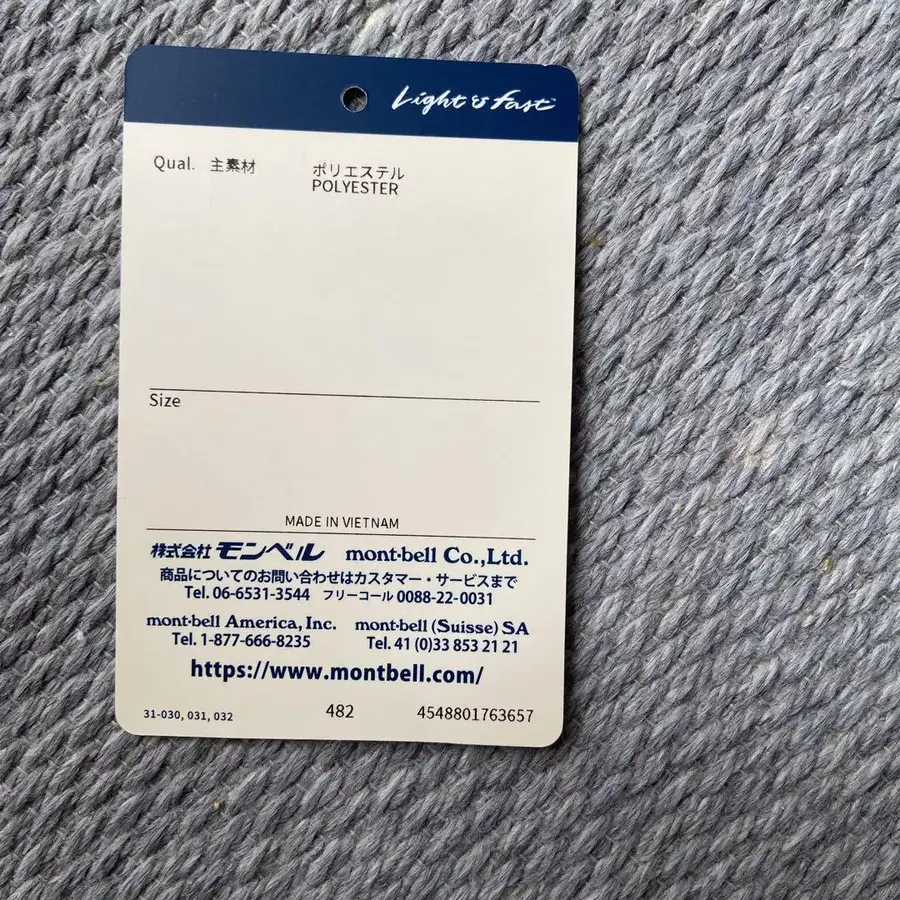 Light & Fast™
Qual. 主素材 ポリエステル
POLYESTER
Size
MADE IN VIETNAM
株式会社 モンベル mont-bell Co.,Ltd.
商品についてのお問い合わせはカスタマー・サービスまで
Tel. 06-6531-3544 フリーコール 0088-22-0031
mont-bell America, Inc. mont-bell (Suisse) SA
Tel. 1-877-666-8235 Tel. 41 (0)33 853 21 21
https://www.montbell.com/
31-030, 031, 032 482 4548801763657